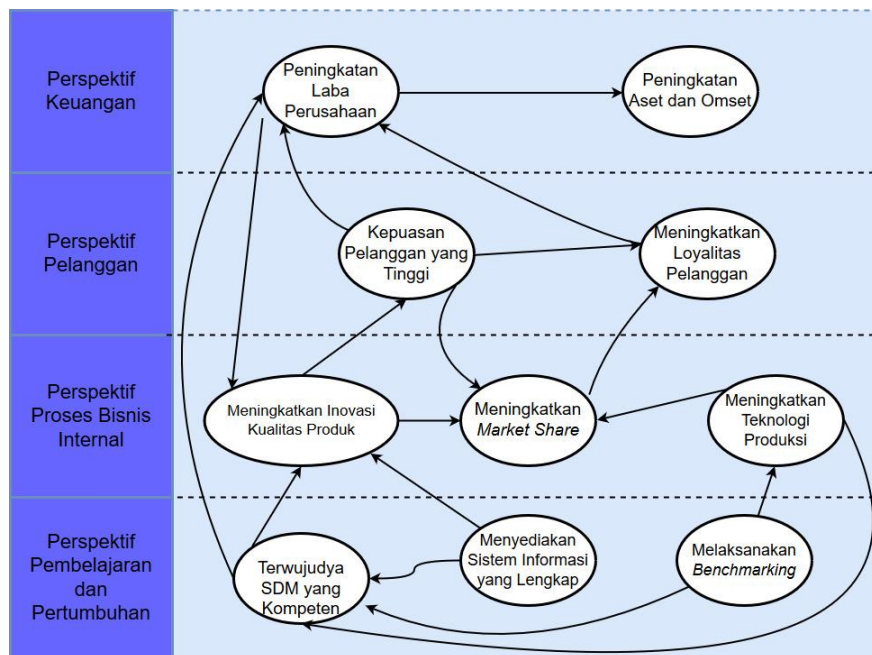 Perspektif
Keuangan
Peningkatan
Laba
Perusahaan
Peningkatan
Aset dan Omset
Perspektif
Pelanggan
Kepuasan
Pelanggan yang
Tinggi
Meningkatkan
Loyalitas
Pelanggan
Perspektif
Proses Bisnis
Internal
Meningkatkan Inovasi
Kualitas Produk
Meningkatkan
Market Share
Meningkatkan
Teknologi
Produksi
Perspektif
Pembelajaran
dan
Pertumbuhan
Terwujudya
SDM yang
Kompeten
Menyediakan
Sistem Informasi
yang Lengkap
Melaksanakan
Benchmarking